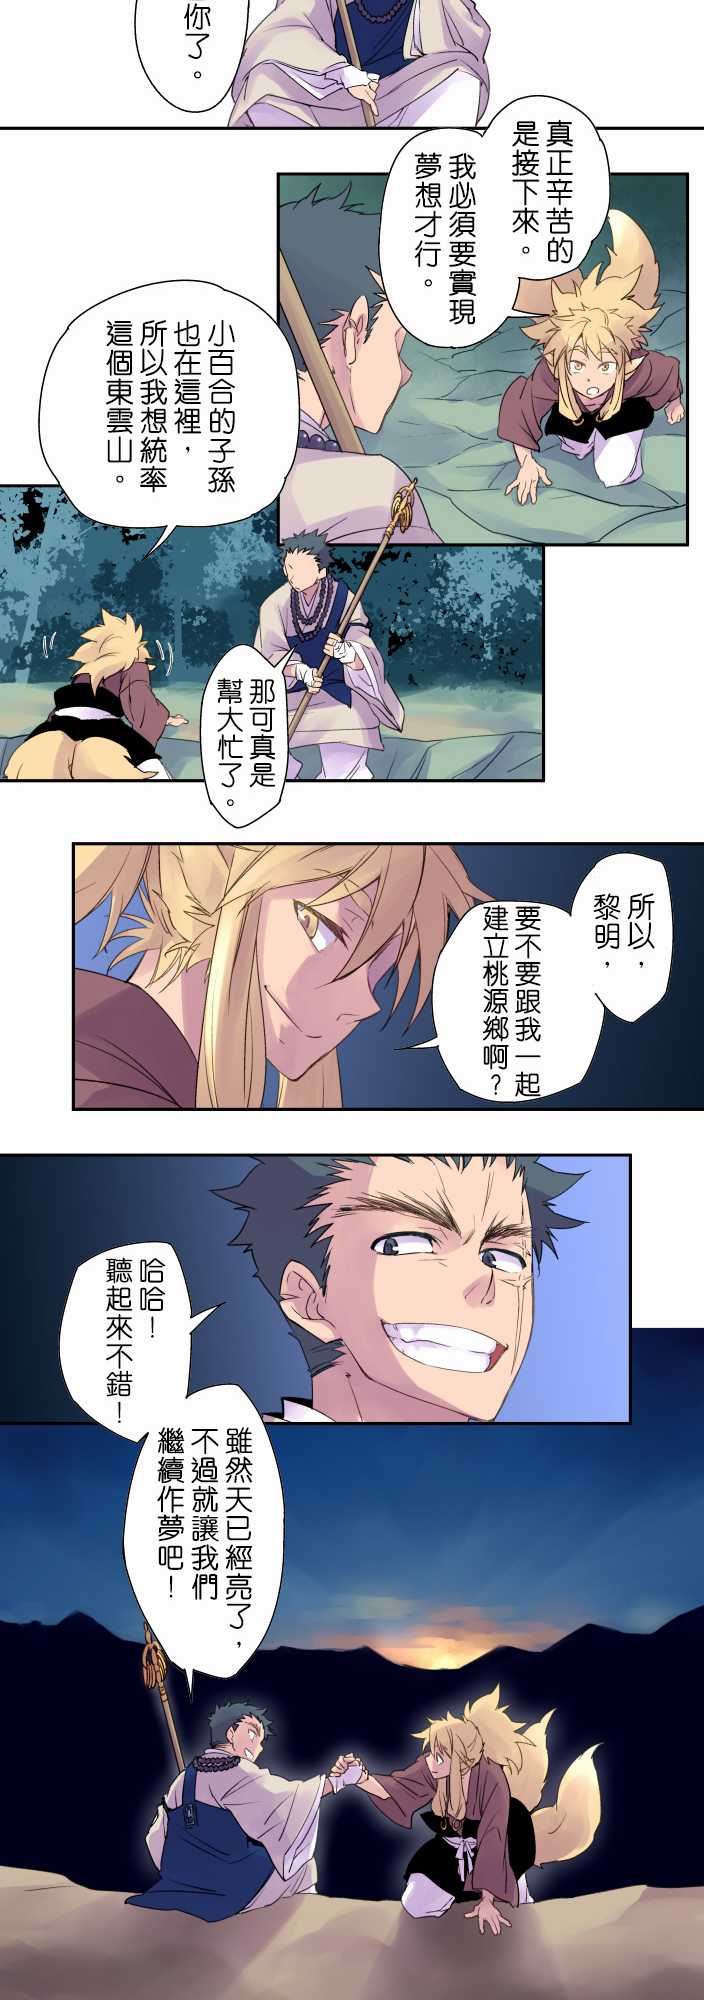 你了。
真正辛苦的
是接下來。
我必須要實現
夢想才行。
小百合的子孫
也在這裡，
所以我想統率
這個東雲山。
那可真是
幫大忙了。
所以，
黎明，
要不要跟我一起
建立桃源鄉啊？
哈哈！
聽起來不錯！
雖然天已經亮了，
不過就讓我們
繼續作夢吧！